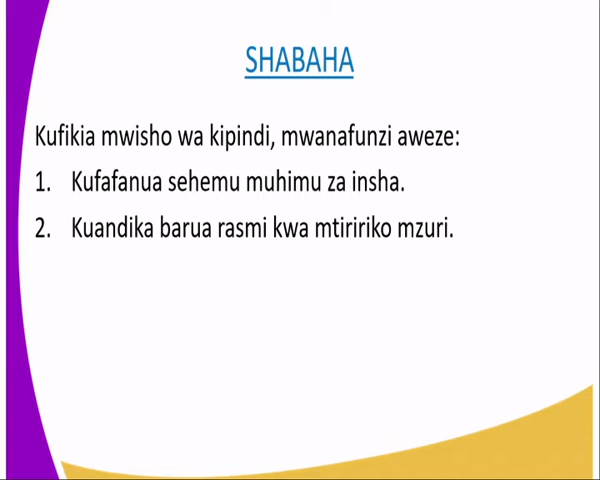 SHABAHA
Kufikia mwisho wa kipindi, mwanafunzi aweze:
1. Kufafanua sehemu muhimu za insha.
2. Kuandika barua rasmi kwa mtiririko mzuri.